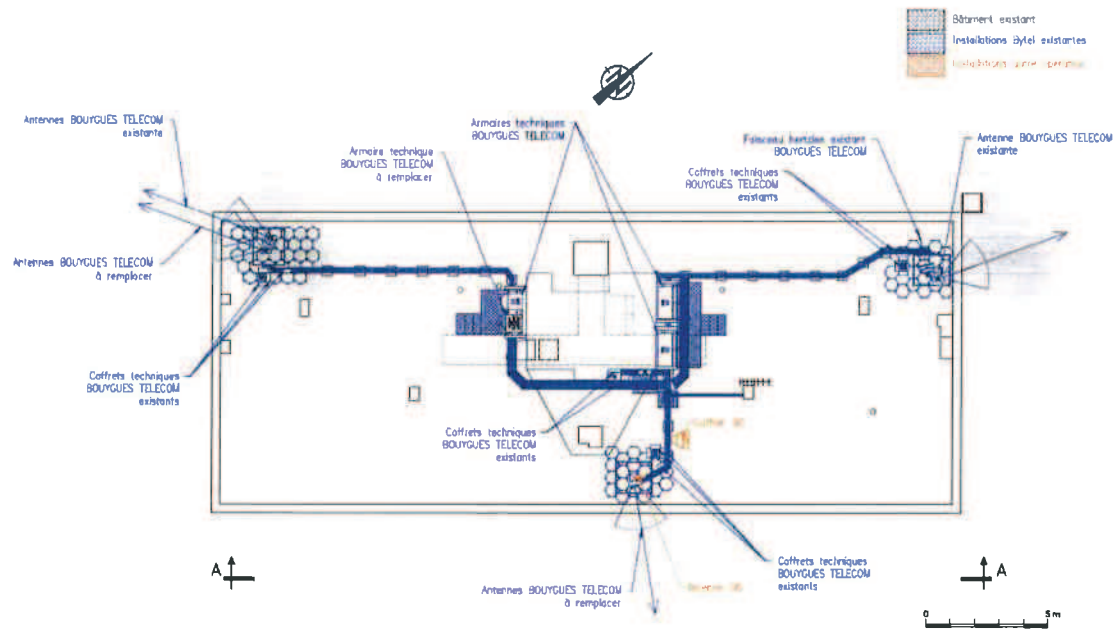 Bâtiment existant
Installations Bytel existantes
Antennes BOUYGUES TELECOM
existante
Armoires techniques
BOUYGUES TELECOM
Armoire technique
BOUYGUES TELECOM
à remplacer
Faisceau hertzien existant
BOUYGUES TELECOM
Antenne BOUYGUES TELECOM
existante
Coffrets techniques
BOUYGUES TELECOM
existants
Antennes BOUYGUES TELECOM
à remplacer
Coffrets techniques
BOUYGUES TELECOM
existants
Coffrets techniques
BOUYGUES TELECOM
existants
Coffrets techniques
BOUYGUES TELECOM
existants
Antennes BOUYGUES TELECOM
à remplacer
A
A
0
5m